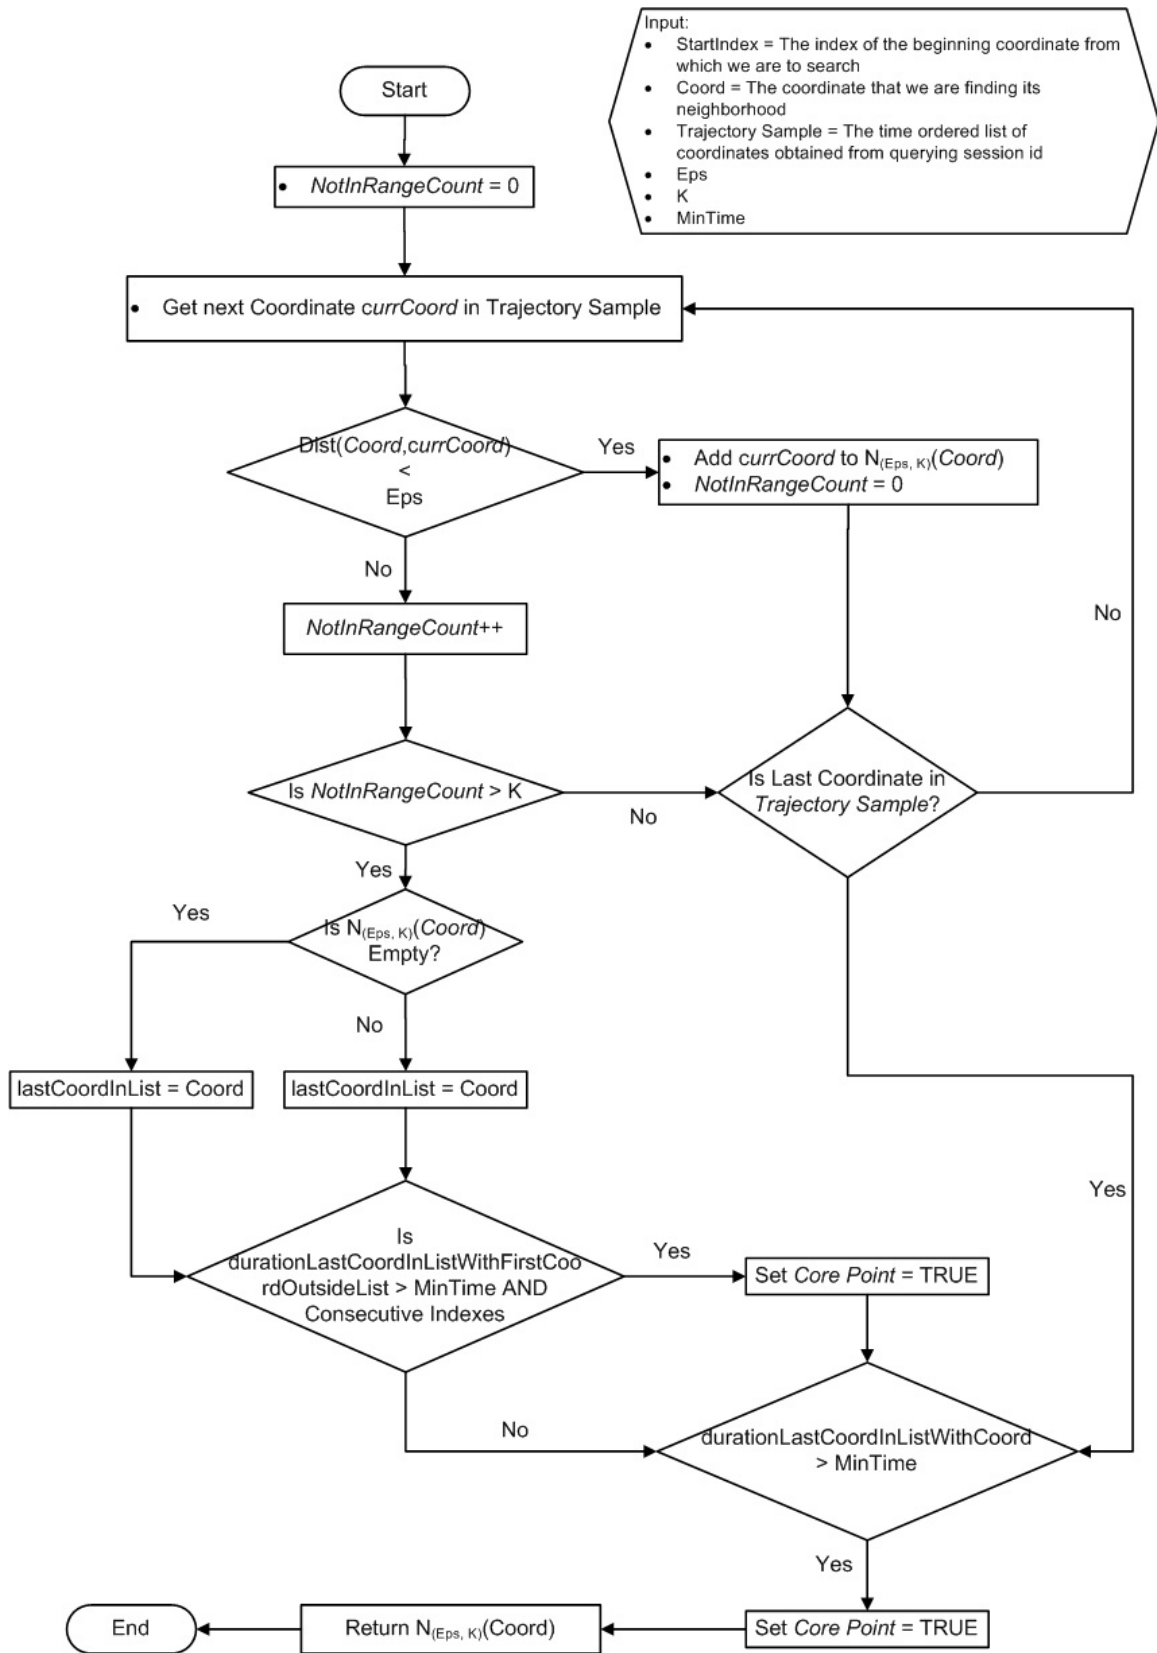 Input:
• StartIndex = The index of the beginning coordinate from
which we are to search
• Coord = The coordinate that we are finding its
neighborhood
• Trajectory Sample = The time ordered list of
coordinates obtained from querying session id
• Eps
• K
• MinTime
Start
• NotInRangeCount = 0
• Get next Coordinate currCoord in Trajectory Sample
Dist(Coord,currCoord)
<
Eps
Yes
• Add currCoord to N(Eps, K)(Coord)
• NotInRangeCount = 0
No
NotInRangeCount++
No
Is NotInRangeCount > K
No
Is Last Coordinate in
Trajectory Sample?
Yes
Yes
Is N(Eps, K)(Coord)
Empty?
No
lastCoordInList = Coord
lastCoordInList = Coord
Yes
Is
durationLastCoordInListWithFirstCoo
rdOutsideList > MinTime AND
Consecutive Indexes
Yes
Set Core Point = TRUE
No
durationLastCoordInListWithCoord
> MinTime
Yes
End
Return N(Eps, K)(Coord)
Set Core Point = TRUE